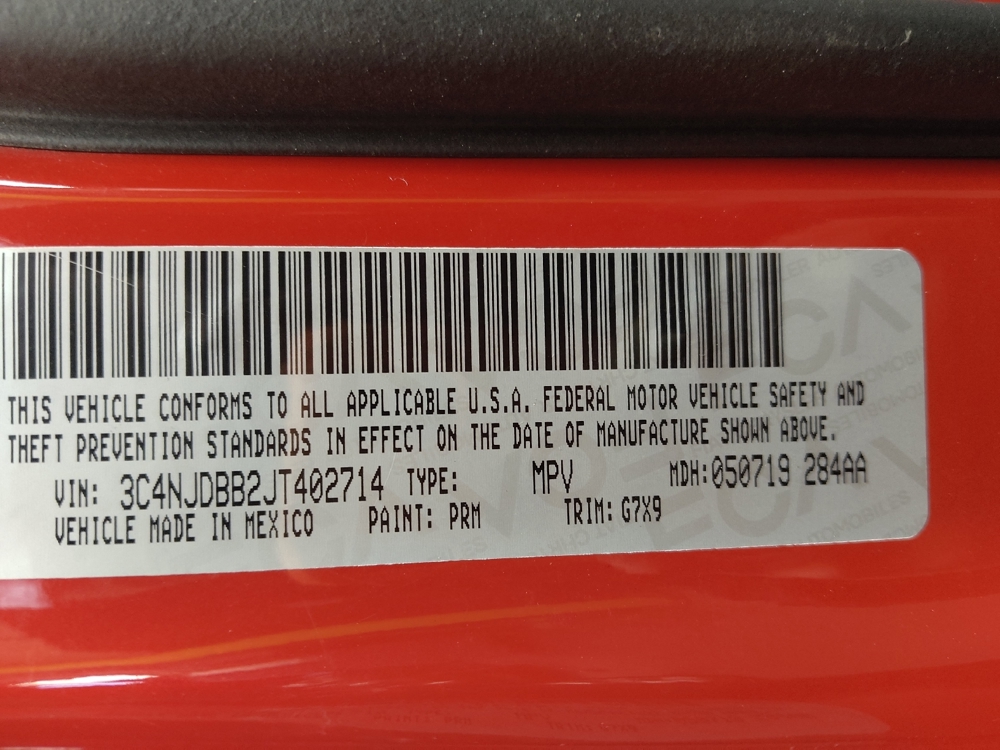 THIS VEHICLE CONFORMS TO ALL APPLICABLE U.S.A. FEDERAL MOTOR VEHICLE SAFETY AND
THEFT PREVENTION STANDARDS IN EFFECT ON THE DATE OF MANUFACTURE SHOWN ABOVE.
VIN: 3C4NJDBB2JT402714 TYPE: MPV MDH:050719 284AA
VEHICLE MADE IN MEXICO PAINT: PRM TRIM: G7X9